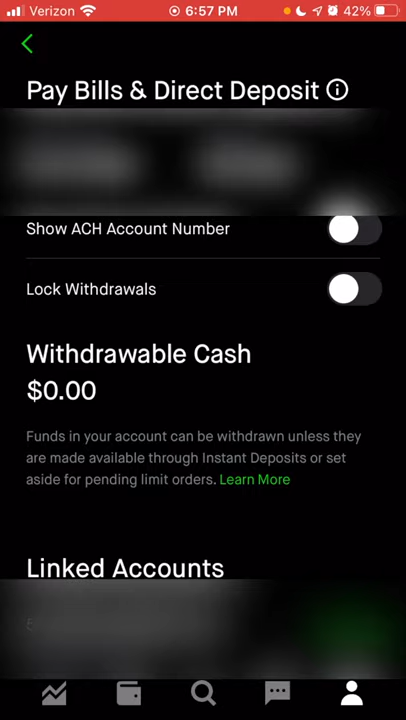 Verizon 6:57 PM 42%
Pay Bills & Direct Deposit
Show ACH Account Number
Lock Withdrawals
Withdrawable Cash
$0.00
Funds in your account can be withdrawn unless they
are made available through Instant Deposits or set
aside for pending limit orders. Learn More
Linked Accounts